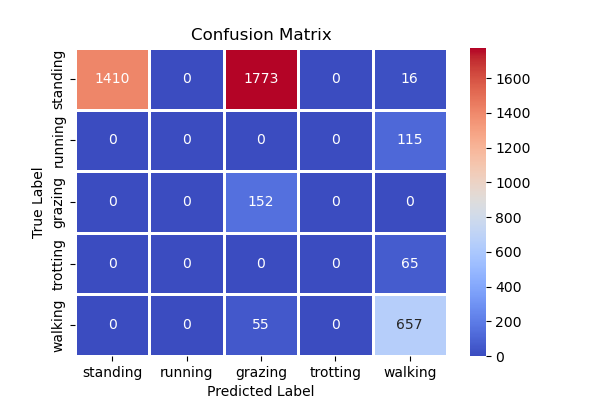 Confusion Matrix
True Label
standing 1410 0 1773 0 16
running 0 0 0 0 115
grazing 0 0 152 0 0
trotting 0 0 0 0 65
walking 0 0 55 0 657
standing running grazing trotting walking
Predicted Label
1600
1400
1200
1000
800
600
400
200
0